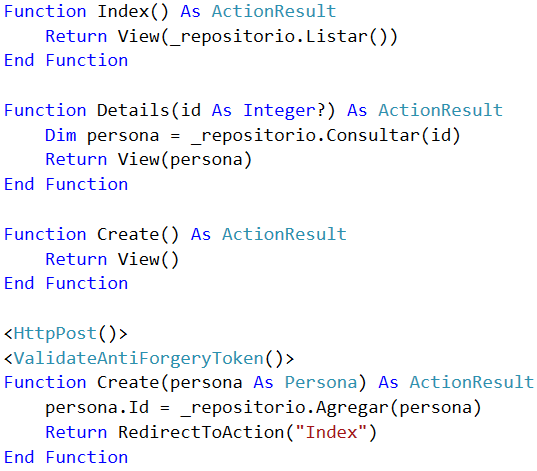 Function Index() As ActionResult
    Return View(_repositorio.Listar())
End Function

Function Details(id As Integer?) As ActionResult
    Dim persona = _repositorio.Consultar(id)
    Return View(persona)
End Function

Function Create() As ActionResult
    Return View()
End Function

<HttpPost()>
<ValidateAntiForgeryToken()>
Function Create(persona As Persona) As ActionResult
    persona.Id = _repositorio.Agregar(persona)
    Return RedirectToAction("Index")
End Function